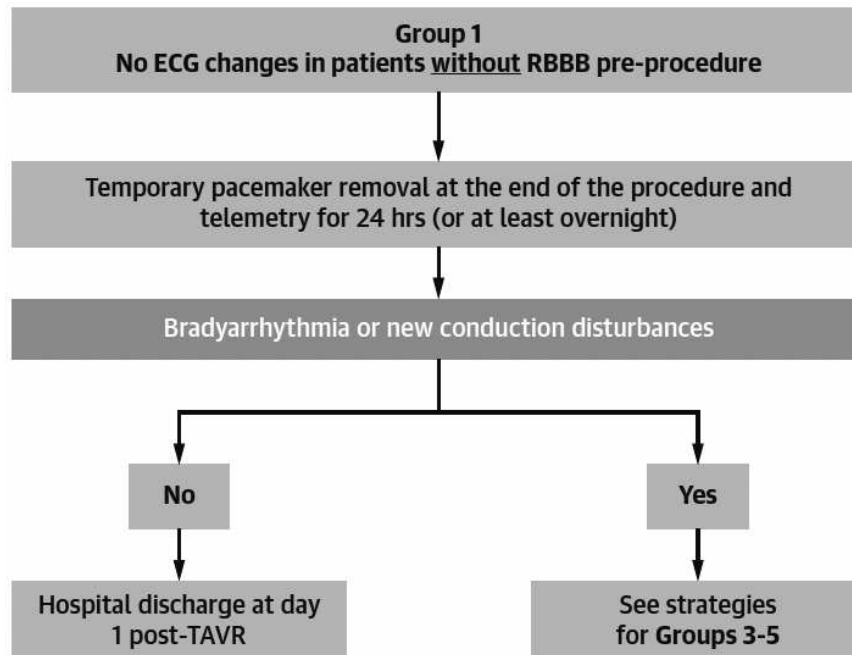 Group 1
No ECG changes in patients without RBBB pre-procedure
Temporary pacemaker removal at the end of the procedure and
telemetry for 24 hrs (or at least overnight)
Bradyarrhythmia or new conduction disturbances
No
Yes
Hospital discharge at day
1 post-TAVR
See strategies
for Groups 3-5